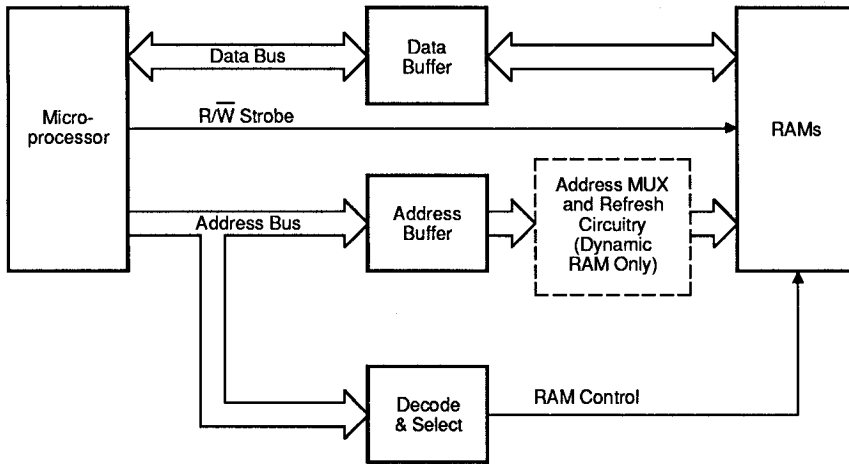 Micro-
processor
Data Bus
Data
Buffer
R/W̅ Strobe
RAMs
Address Bus
Address
Buffer
Address MUX
and Refresh
Circuitry
(Dynamic
RAM Only)
Decode
& Select
RAM Control